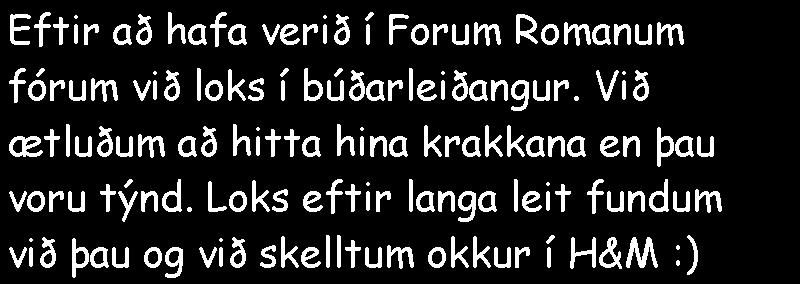 Eftir að hafa verið í Forum Romanum
fórum við loks í búðarleiðangur. Við
ætluðum að hitta hina krakkana en þau
voru týnd. Loks eftir langa leit fundum
við þau og við skelltum okkur í H&M :)